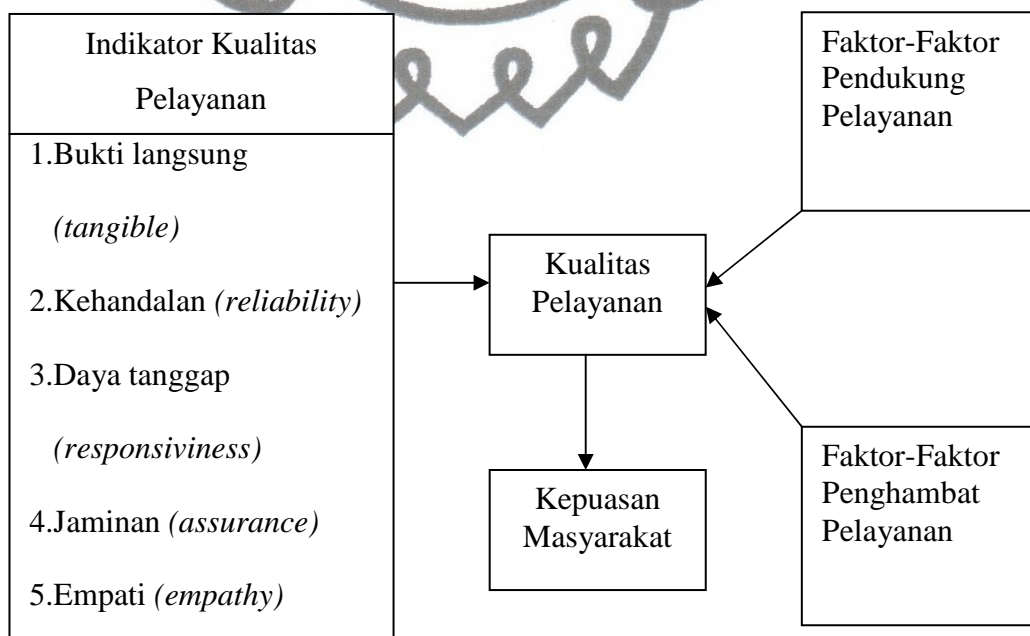 Indikator Kualitas
Pelayanan
1.Bukti langsung
(tangible)
2.Kehandalan (reliability)
3.Daya tanggap
(responsiviness)
4.Jaminan (assurance)
5.Empati (empathy)
Kualitas
Pelayanan
Kepuasan
Masyarakat
Faktor-Faktor
Pendukung
Pelayanan
Faktor-Faktor
Penghambat
Pelayanan